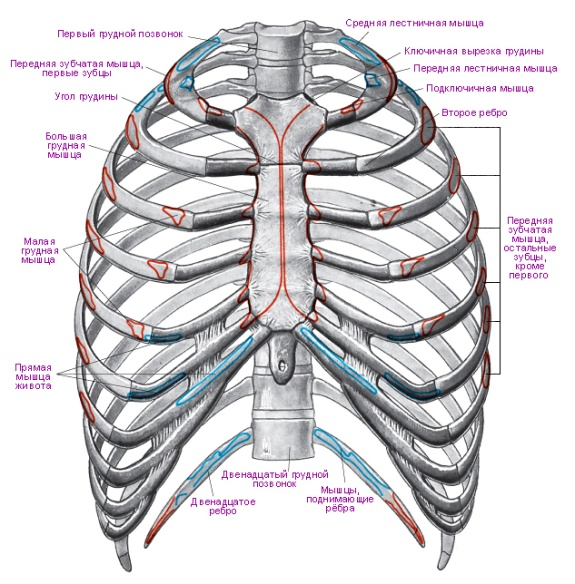 Средняя лестничная мышца
Первый грудной позвонок
Ключичная вырезка грудины
Передняя зубчатая мышца,
первые зубцы
Передняя лестничная мышца
Подключичная мышца
Угол грудины
Второе ребро
Большая
грудная
мышца
Передняя
зубчатая
мышца,
остальные
зубцы,
кроме
первого
Малая
грудная
мышца
Прямая
мышца
живота
Двенадцатый грудной
позвонок
Двенадцатое
ребро
Мышцы,
поднимающие
рёбра